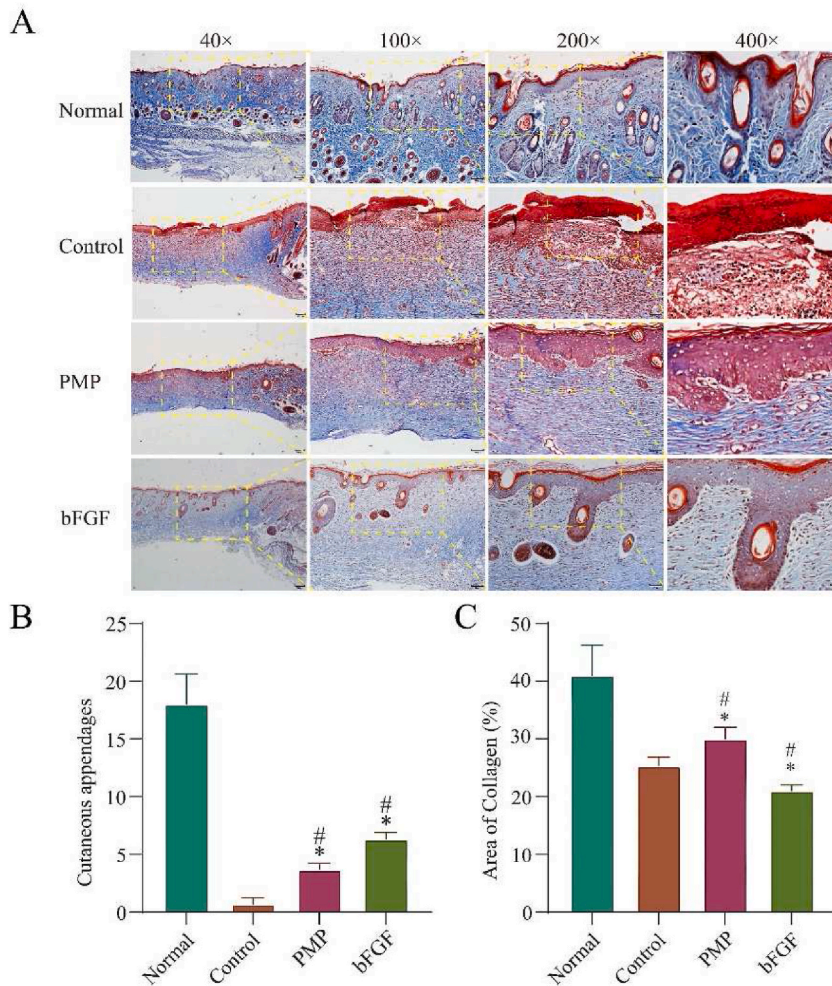 A
40× 100× 200× 400×
Normal
Control
PMP
bFGF
B
Cutaneous appendages
25
20
15
10
5
0
#
*
#
*
Normal Control PMP bFGF
C
Area of Collagen (%)
50
40
30
20
10
0
#
*
#
*
Normal Control PMP bFGF